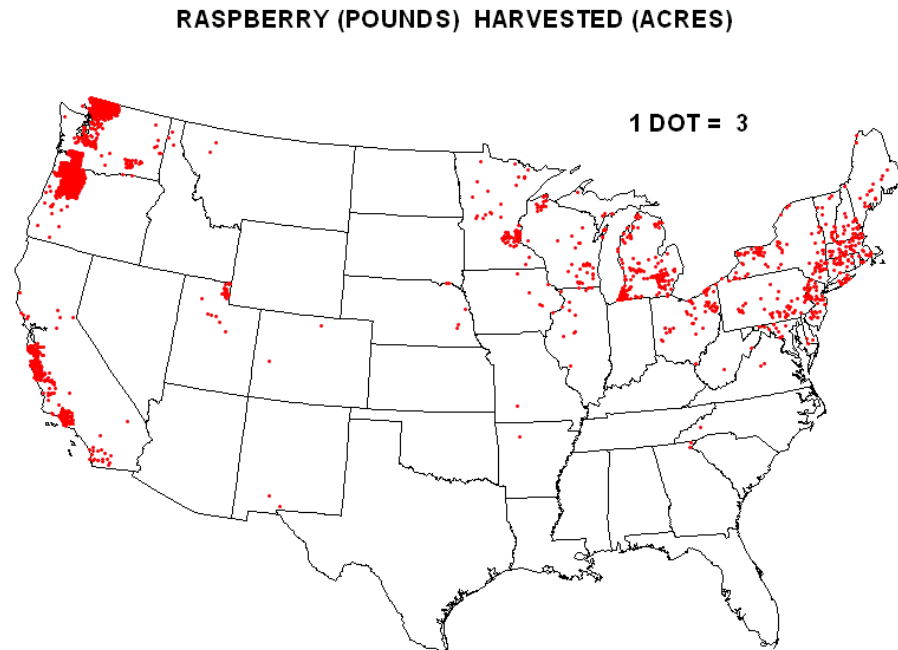 RASPBERRY (POUNDS) HARVESTED (ACRES)
1 DOT = 3